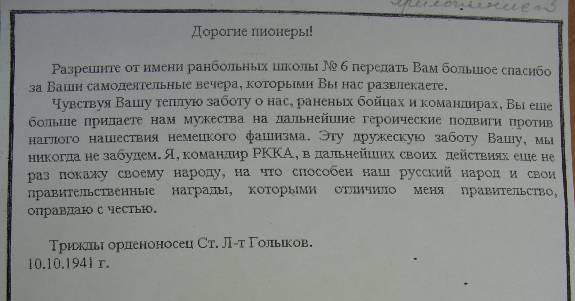 приложение 3
Дорогие пионеры!
Разрешите от имени ранбольных школы № 6 передать Вам большое спасибо
за Ваши самодеятельные вечера, которыми Вы нас развлекаете.
Чувствуя Вашу теплую заботу о нас, раненых бойцах и командирах, Вы еще
больше придаете нам мужества на дальнейшие героические подвиги против
наглого нашествия немецкого фашизма. Эту дружескую заботу Вашу, мы
никогда не забудем. Я, командир РККА, в дальнейших своих действиях еще не
раз покажу своему народу, на что способен наш русский народ и свои
правительственные награды, которыми отличило меня правительство,
оправдаю с честью.
Трижды орденоносец Ст. Л-т Голыков.
10.10.1941 г.